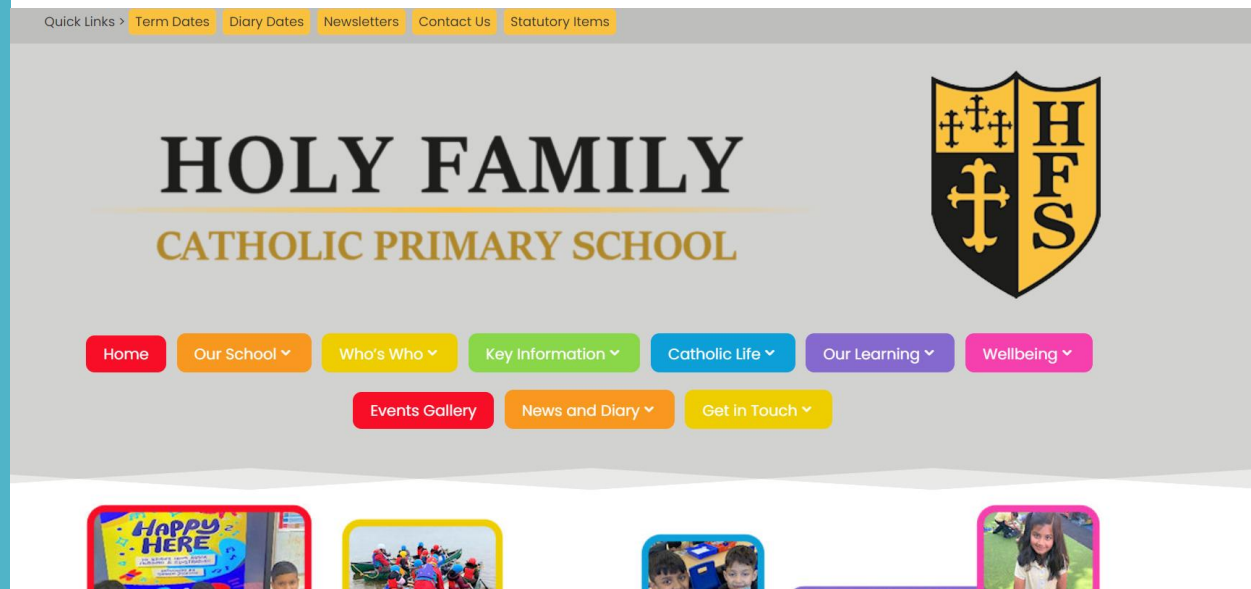 Quick Links > Term Dates Diary Dates Newsletters Contact Us Statutory Items
HOLY FAMILY
CATHOLIC PRIMARY SCHOOL
H
F
S
Home Our School Who's Who Key Information Catholic Life Our Learning Wellbeing
Events Gallery News and Diary Get in Touch
HAPPY
HERE